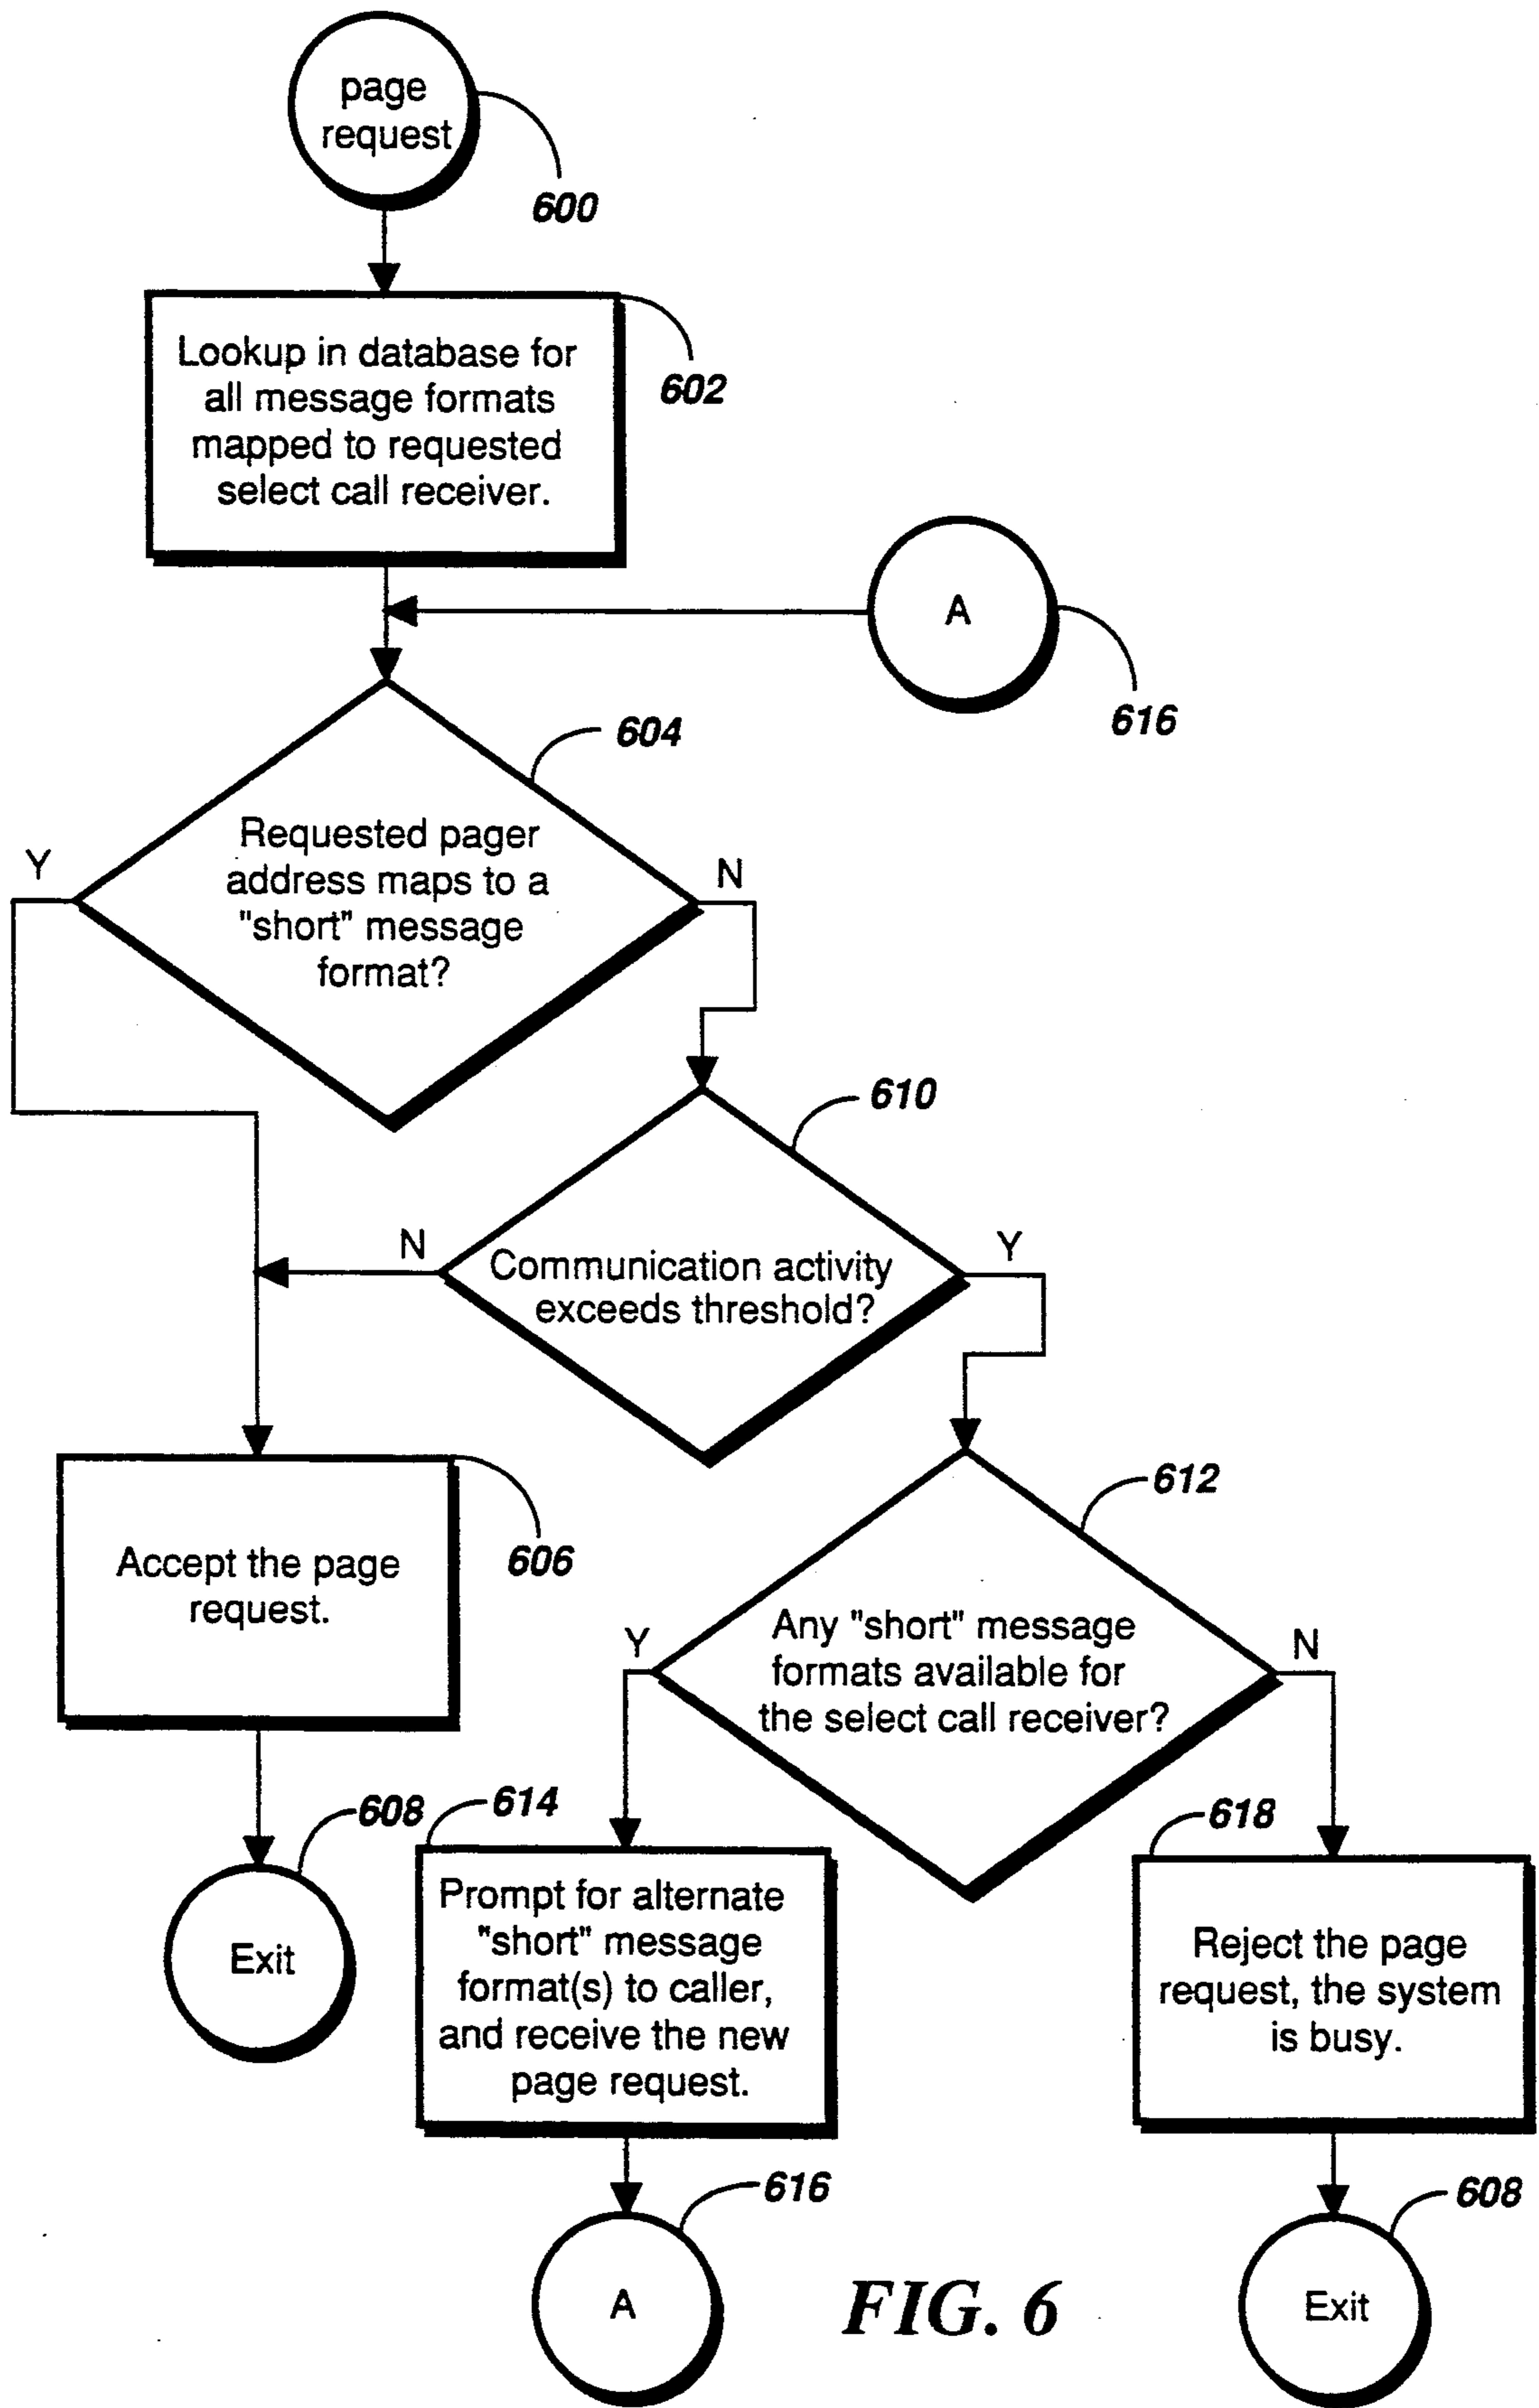 page
request
600
Lookup in database for
all message formats
mapped to requested
select call receiver.
602
A
616
604
Requested pager
address maps to a
"short" message
format?
Y
N
610
Communication activity
exceeds threshold?
N
Y
606
Accept the page
request.
612
Any "short" message
formats available for
the select call receiver?
Y
N
608
Exit
614
Prompt for alternate
"short" message
format(s) to caller,
and receive the new
page request.
618
Reject the page
request, the system
is busy.
616
A
608
Exit
FIG. 6